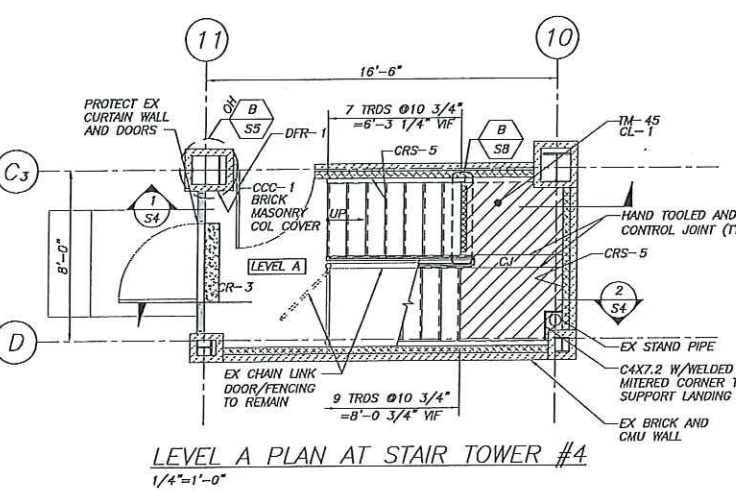 11
10
16'-6"
PROTECT EX
CURTAIN WALL
AND DOORS
OH
B
S5
DFR-1
7 TRDS @10 3/4"
=6'-3 1/4" VIF
B
S8
TM-45
CL-1
CRS-5
C3
1
S4
CCC-1
BRICK
MASONRY
COL COVER
UP
HAND TOOLED AND
CONTROL JOINT
8'-0"
LEVEL A
CJ
CRS-5
CR-3
2
S4
D
EX STAND PIPE
EX CHAIN LINK
DOOR/FENCING
TO REMAIN
C4X7.2 W/WELDED
MITERED CORNER
SUPPORT LANDING
9 TRDS @10 3/4"
=8'-0 3/4" VIF
EX BRICK AND
CMU WALL
LEVEL A PLAN AT STAIR TOWER #4
1/4"=1'-0"